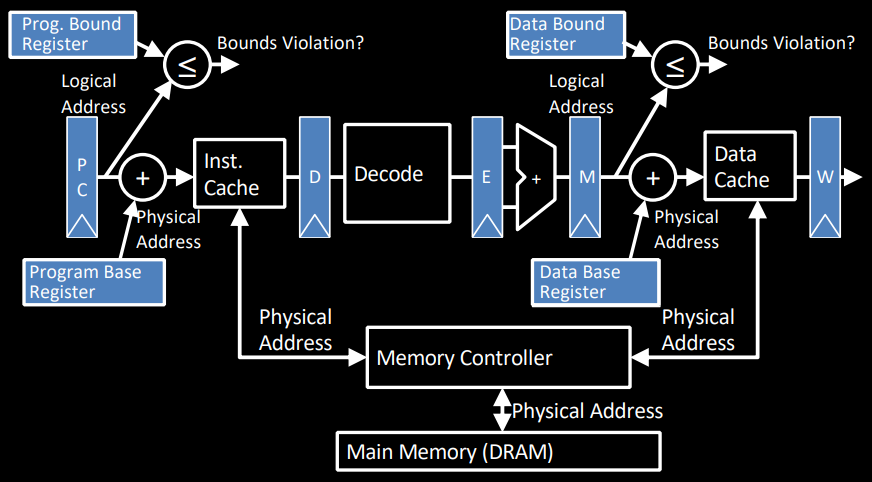 Prog. Bound
Register
Bounds Violation?
≤
Logical
Address
P
C
+
Inst.
Cache
Physical
Address
Program Base
Register
D
Decode
E
+
M
Data Bound
Register
Bounds Violation?
≤
Logical
Address
+
Data
Cache
W
Physical
Address
Data Base
Register
Physical
Address
Memory Controller
Physical
Address
Physical Address
Main Memory (DRAM)